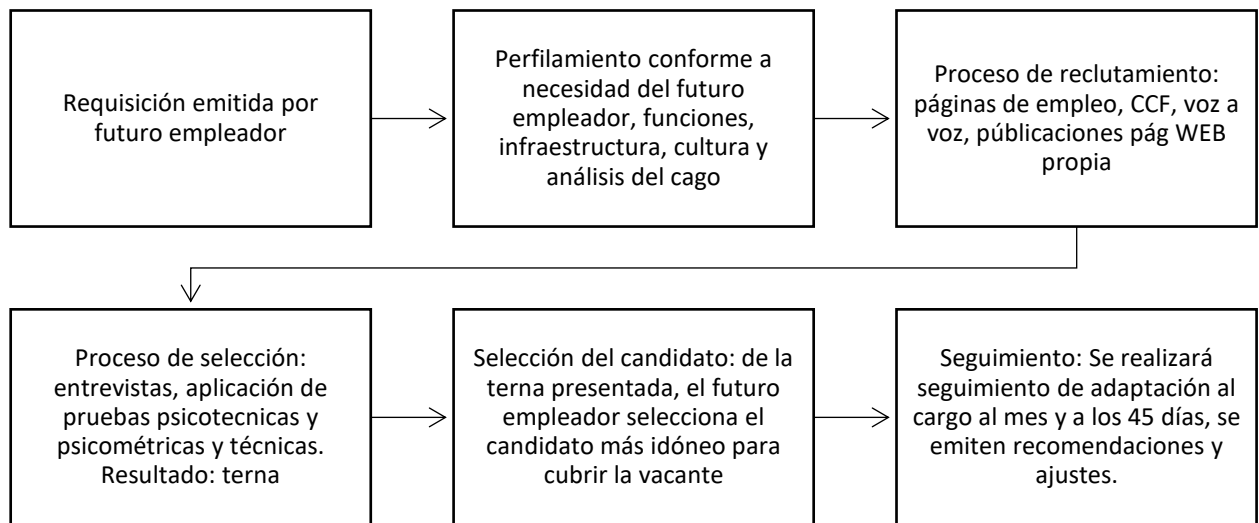 Requisición emitida por
futuro empleador
Perfilamiento conforme a
necesidad del futuro
empleador, funciones,
infraestructura, cultura y
análisis del cago
Proceso de reclutamiento:
páginas de empleo, CCF, voz a
voz, públicaciones pág WEB
propia
Proceso de selección:
entrevistas, aplicación de
pruebas psicotecnicas y
psicométricas y técnicas.
Resultado: terna
Selección del candidato: de
la terna presentada, el futuro
empleador selecciona el
candidato más idóneo para
cubrir la vacante
Seguimiento: Se realizará
seguimiento de adaptación al
cargo al mes y a los 45 días, se
emiten recomendaciones y
ajustes.